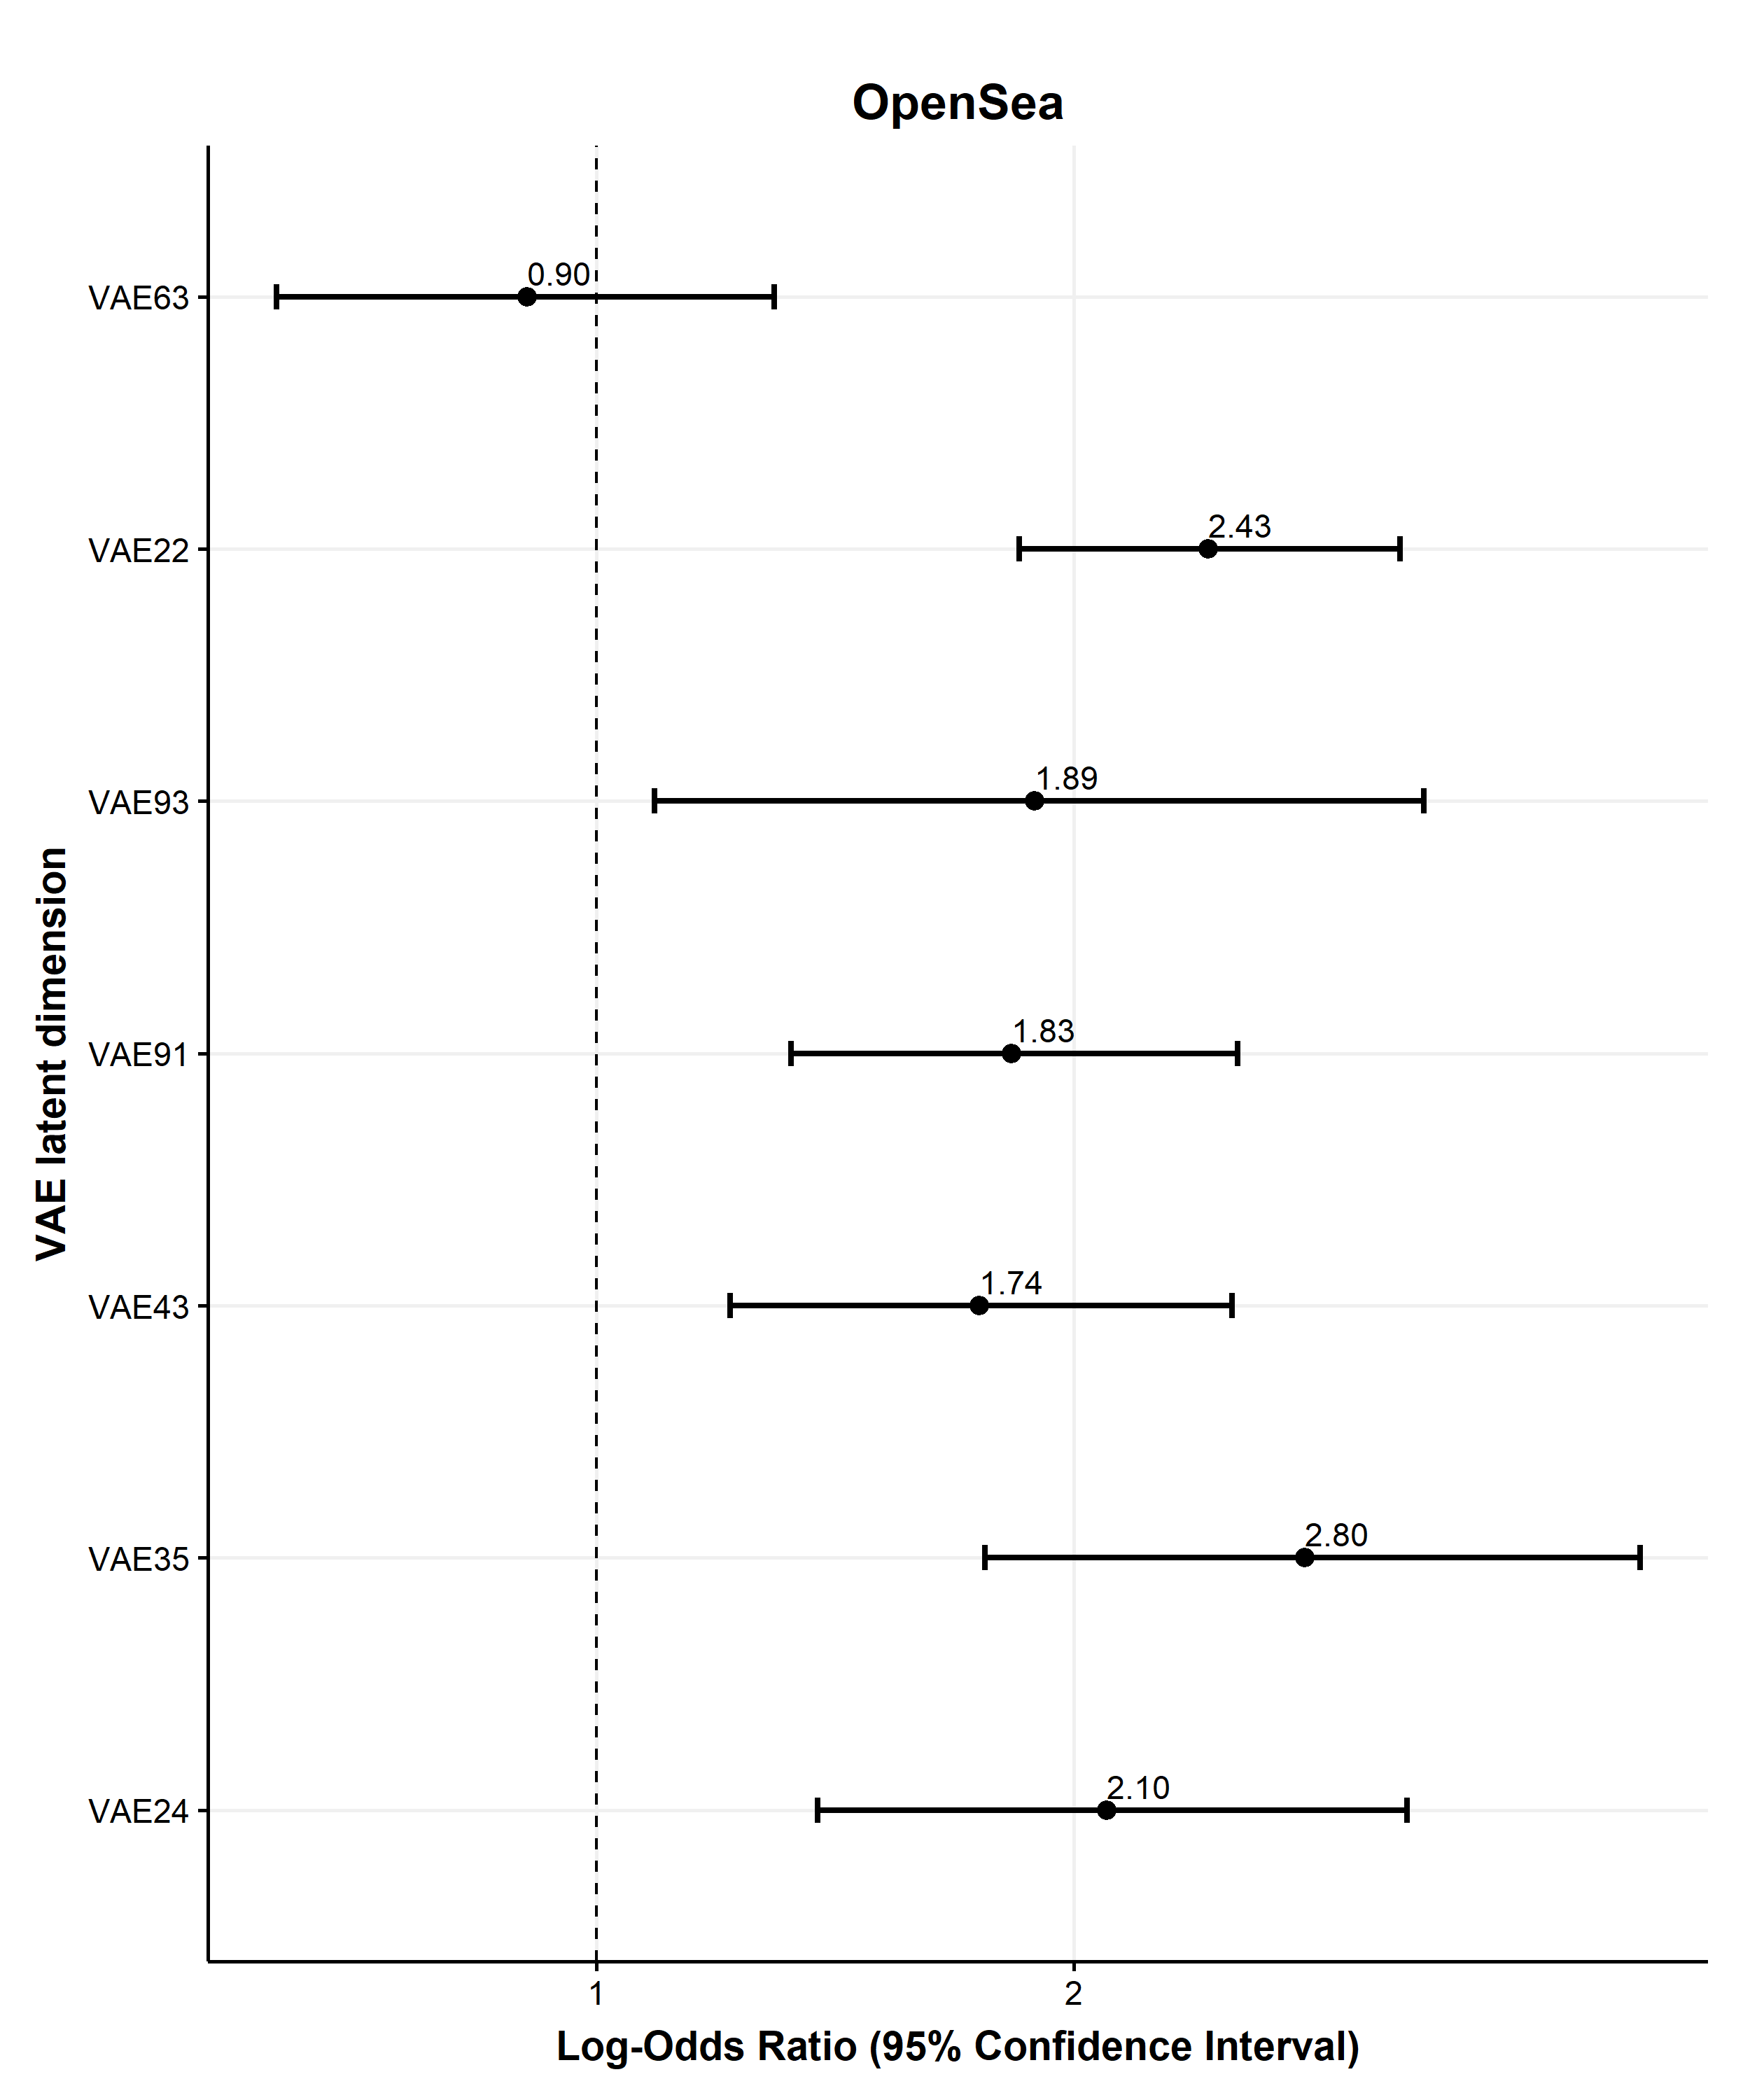 OpenSea
VAE latent dimension
VAE63
0.90
VAE22
2.43
VAE93
1.89
VAE91
1.83
VAE43
1.74
VAE35
2.80
VAE24
2.10
1
2
Log-Odds Ratio (95% Confidence Interval)